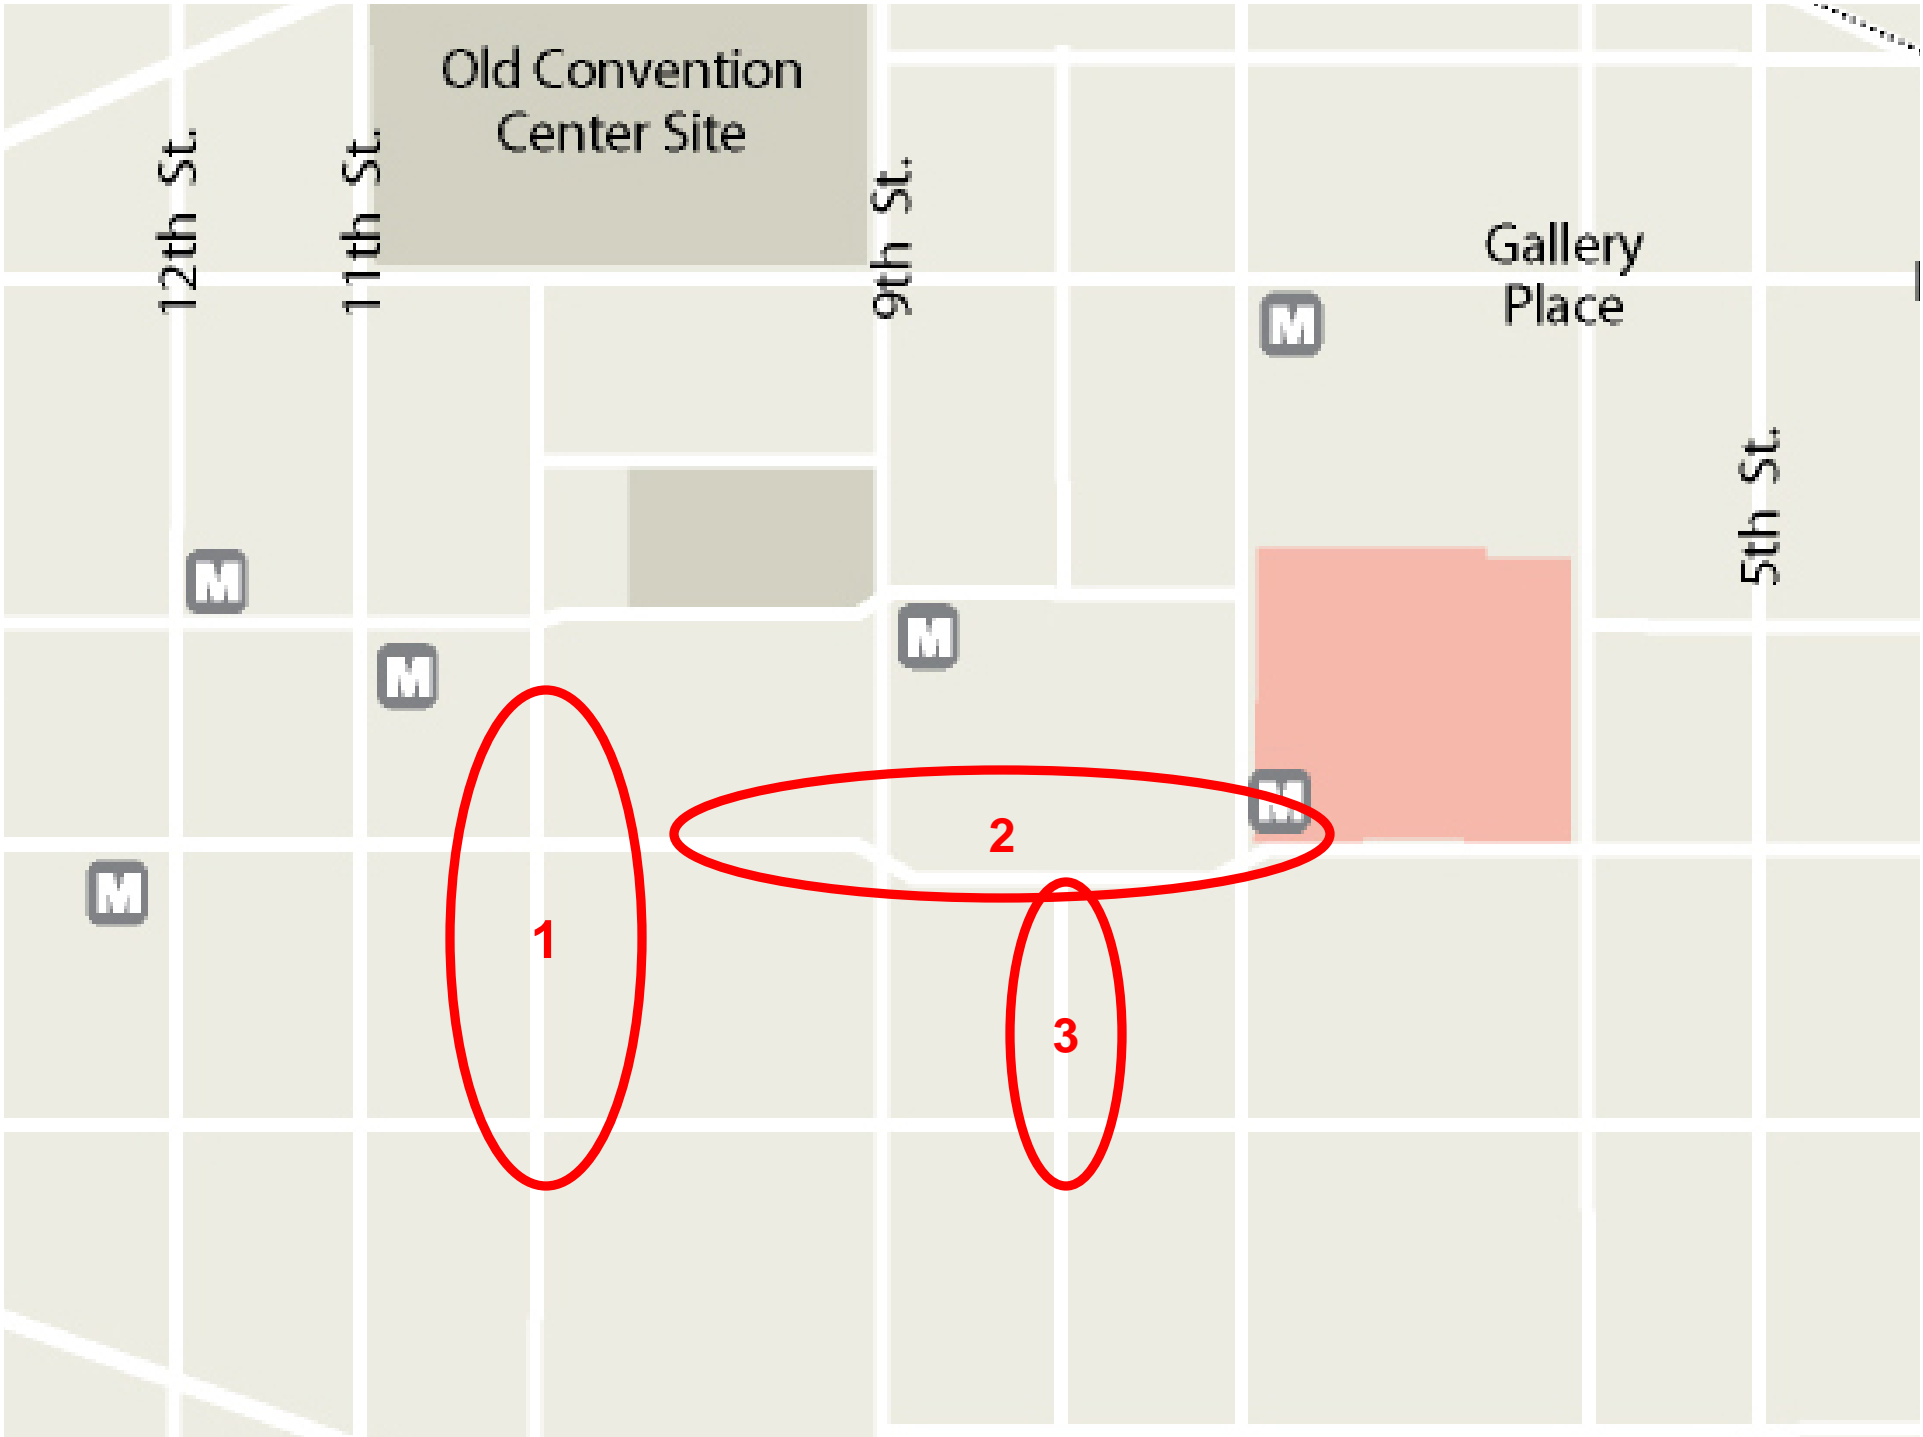 Old Convention
Center Site
12th St.
11th St.
9th St.
Gallery
Place
M
5th St.
M
M
M
M
M
1
2
3